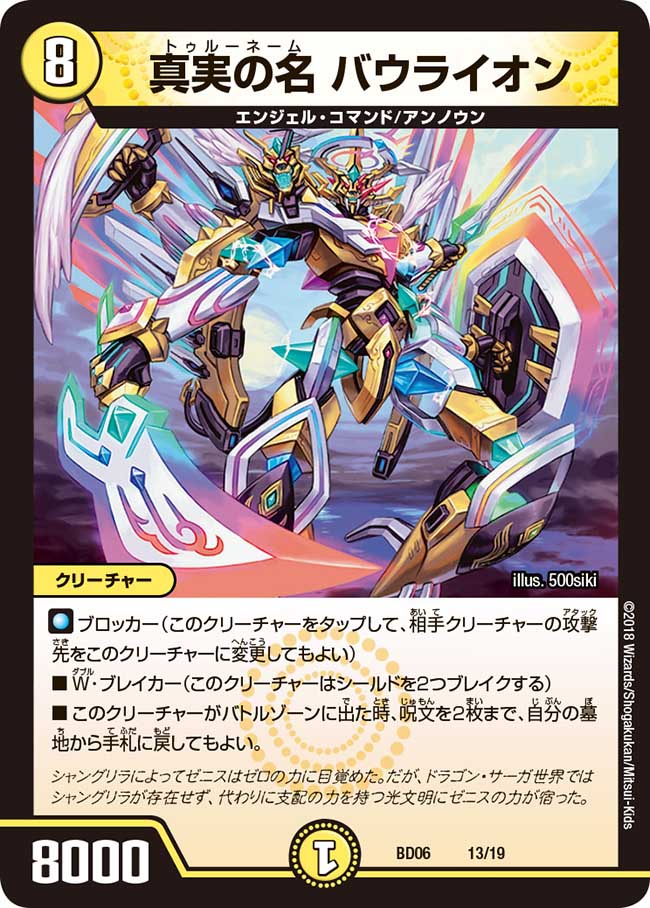 8
トゥルーネーム
真実の名 バウライオン
エンジェル・コマンド/アンノウン
クリーチャー
illus. 500siki
ブロッカー(このクリーチャーをタップして、相手クリーチャーの攻撃
先をこのクリーチャーに変更してもよい)
■W・ブレイカー(このクリーチャーはシールドを2つブレイクする)
■このクリーチャーがバトルゾーンに出た時、呪文を2枚まで、自分の墓
地から手札に戻してもよい。
シャングリラによってゼニスはゼロの力に目覚めた。だが、ドラゴン・サーガ世界では
シャングリラが存在せず、代わりに支配の力を持つ光文明にゼニスの力が宿った。
8000
1
BD06 13/19
©2018 Wizards/Shogakukan/Mitsui-Kids